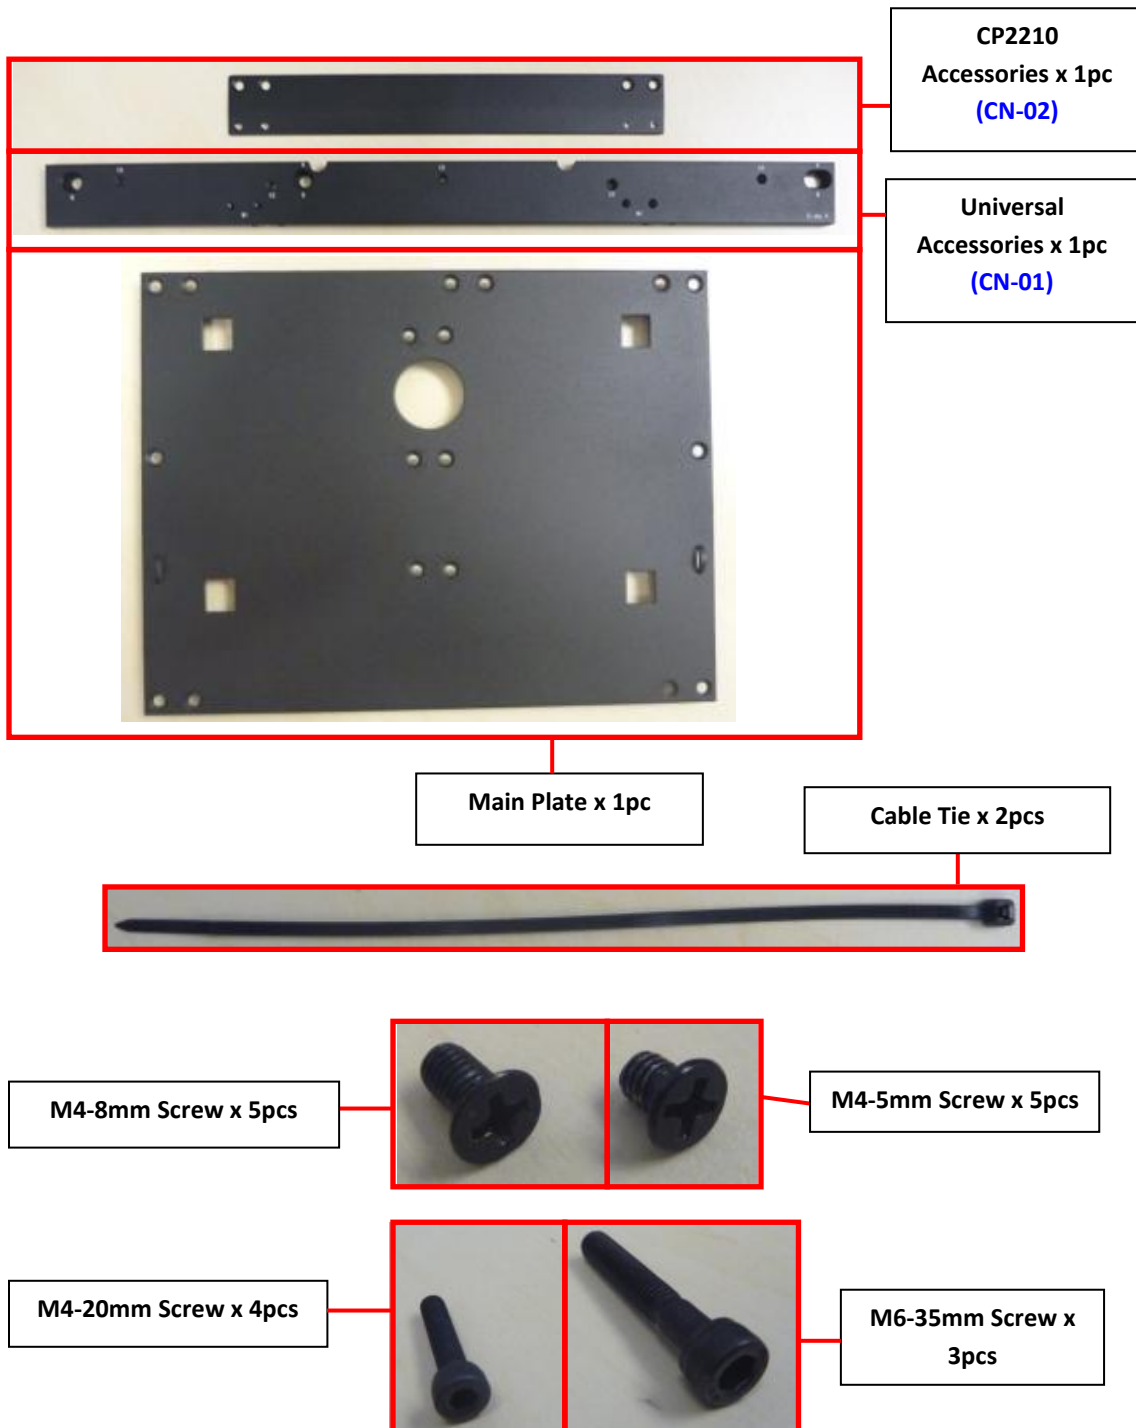 CP2210
Accessories x 1pc
(CN-02)
Universal
Accessories x 1pc
(CN-01)
Main Plate x 1pc
Cable Tie x 2pcs
M4-8mm Screw x 5pcs
M4-5mm Screw x 5pcs
M4-20mm Screw x 4pcs
M6-35mm Screw x
3pcs